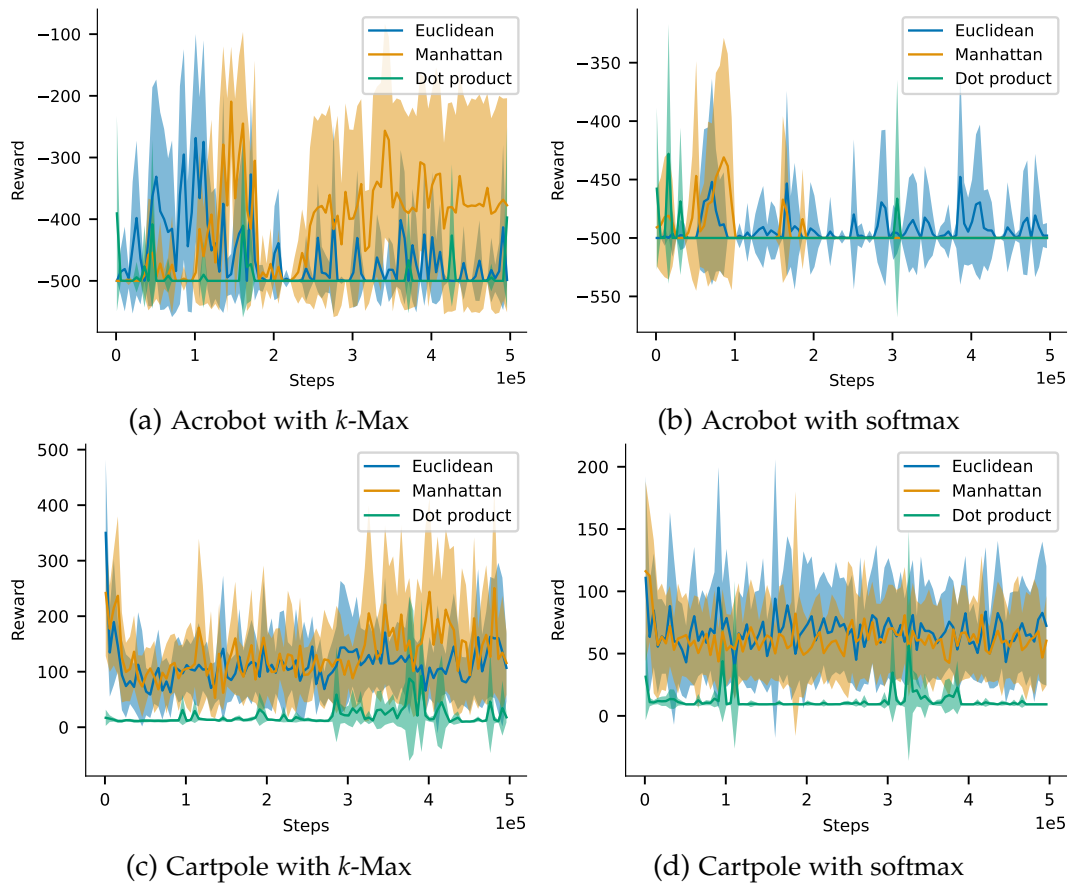 −100
−200
−300
−400
−500
Reward
0 1 2 3 4 5
1e5
Steps
Euclidean
Manhattan
Dot product
(a) Acrobot with k-Max
−350
−400
−450
−500
−550
Reward
0 1 2 3 4 5
1e5
Steps
Euclidean
Manhattan
Dot product
(b) Acrobot with softmax
500
400
300
200
100
0
Reward
0 1 2 3 4 5
1e5
Steps
Euclidean
Manhattan
Dot product
(c) Cartpole with k-Max
200
150
100
50
0
Reward
0 1 2 3 4 5
1e5
Steps
Euclidean
Manhattan
Dot product
(d) Cartpole with softmax